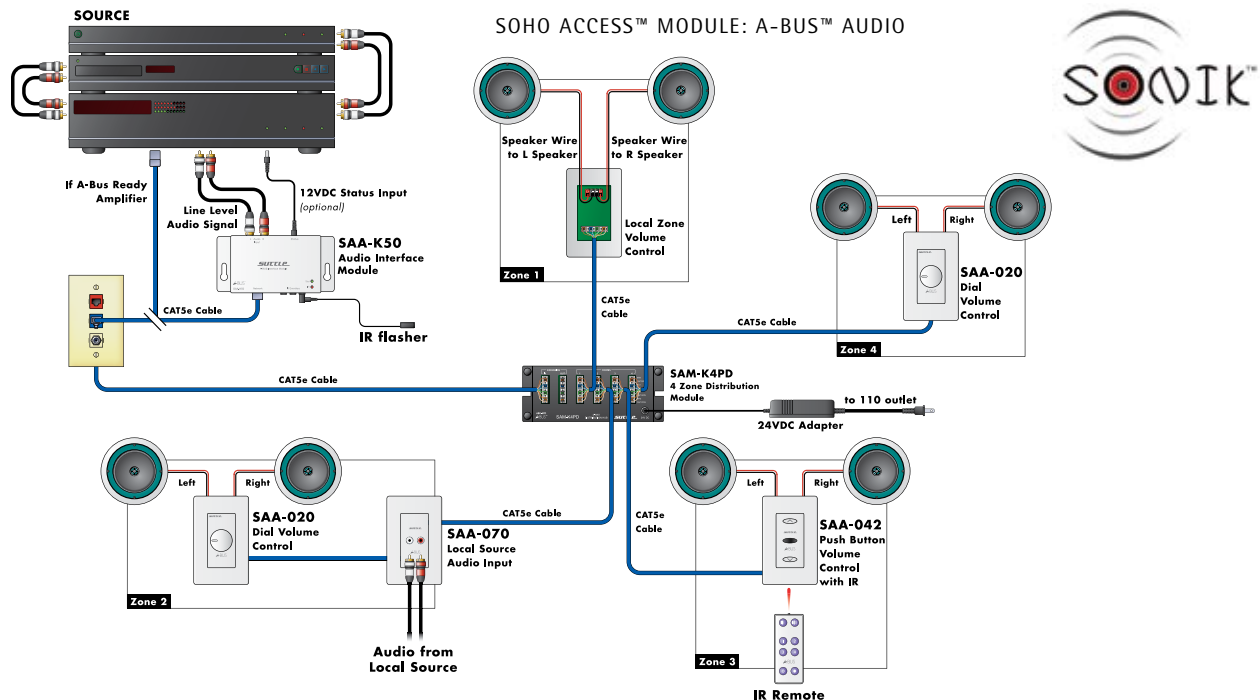 SOURCE
SOHO ACCESS™ MODULE: A-BUS™ AUDIO
SONIK™
If A-Bus Ready
Amplifier
Line Level
Audio Signal
12VDC Status Input
(optional)
SAA-K50
Audio Interface
Module
SUTTLE
CAT5e Cable
IR flasher
Speaker Wire
to L Speaker
Speaker Wire
to R Speaker
Local Zone
Volume
Control
Zone 1
CAT5e
Cable
Left
Right
SAA-020
Dial
Volume
Control
Zone 4
CAT5e Cable
CAT5e Cable
SAM-K4PD
4 Zone Distribution
Module
SAM-K4PD
SUTTLE
to 110 outlet
24VDC Adapter
Left
Right
SAA-020
Dial Volume
Control
Zone 2
CAT5e Cable
SAA-070
Local Source
Audio Input
Audio from
Local Source
CAT5e
Cable
Left
Right
SAA-042
Push Button
Volume
Control
with IR
Zone 3
IR Remote